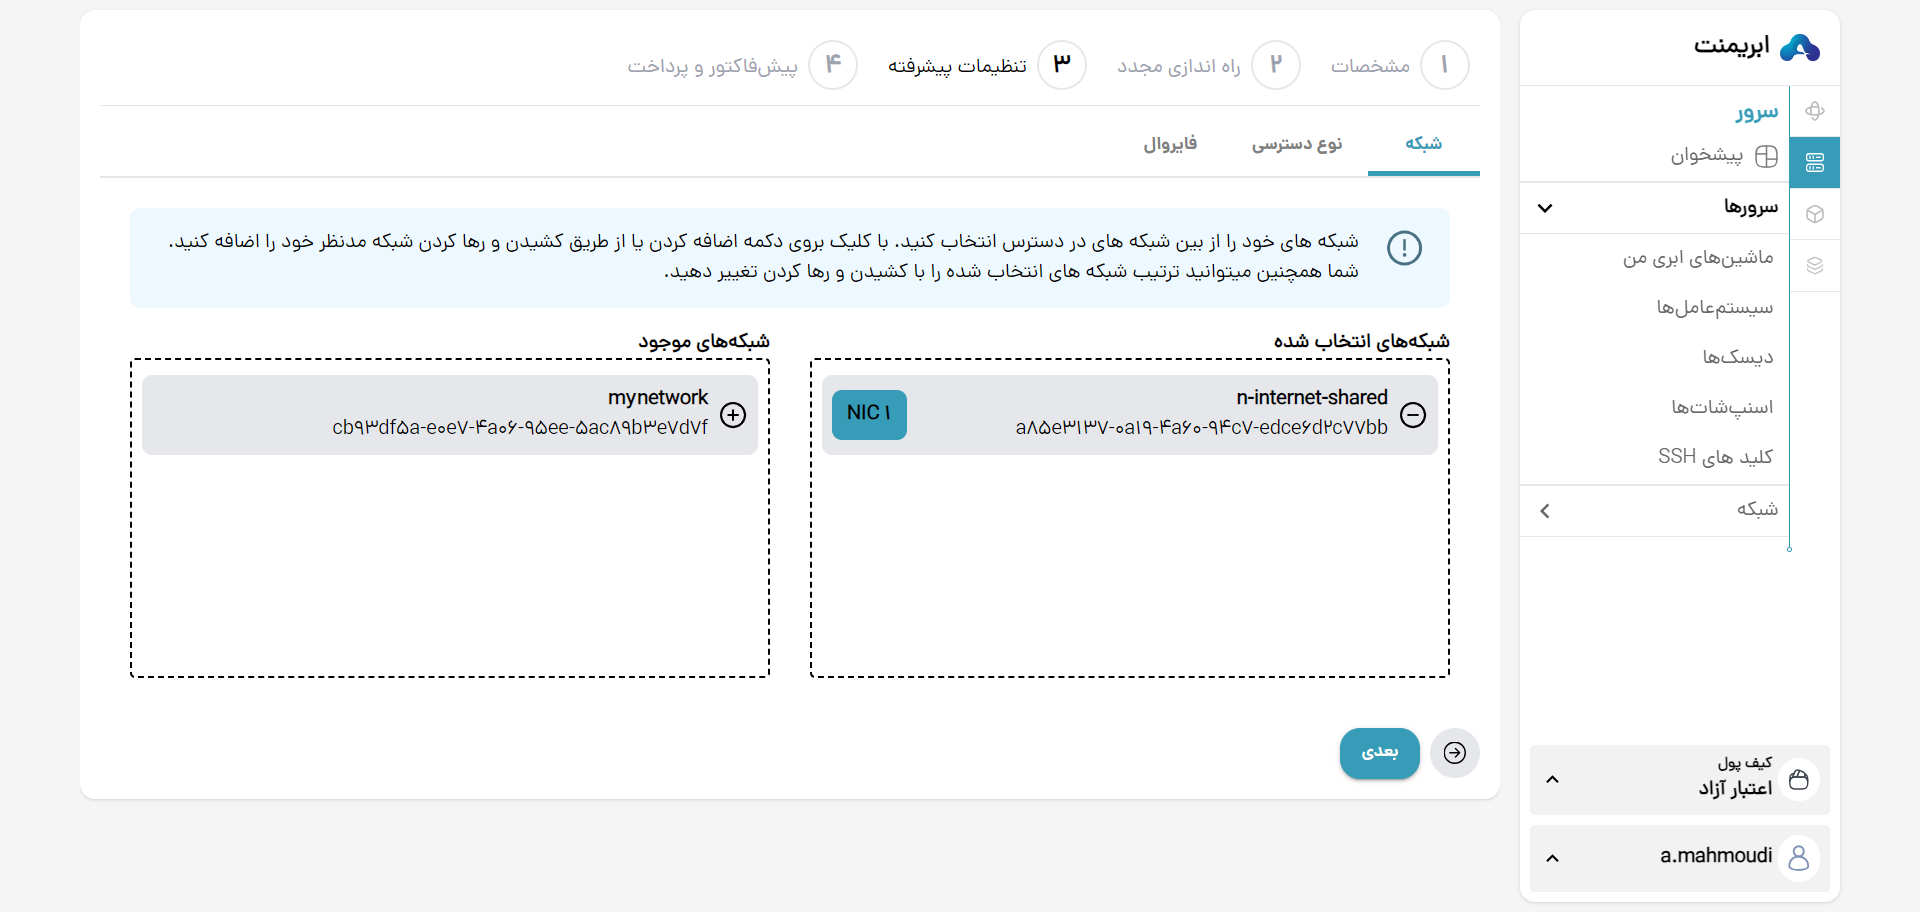 ابریمنت
سرور
پیشخوان
سرورها
ماشین‌های ابری من
سیستم‌عامل‌ها
دیسک‌ها
اسنپ‌شات‌ها
کلید های SSH
شبکه
کیف پول
اعتبار آزاد
a.mahmoudi
۱ مشخصات
۲ راه اندازی مجدد
۳ تنظیمات پیشرفته
۴ پیش‌فاکتور و پرداخت
شبکه
نوع دسترسی
فایروال
شبکه های خود را از بین شبکه های در دسترس انتخاب کنید. با کلیک بروی دکمه اضافه کردن یا از طریق کشیدن و رها کردن شبکه مدنظر خود را اضافه کنید.
شما همچنین میتوانید ترتیب شبکه های انتخاب شده را با کشیدن و رها کردن تغییر دهید.
شبکه‌های انتخاب شده
n-internet-shared
a۸۵e۳۱۳۷-۰a۱۹-۴a۶۰-۹۴c۷-edce۶d۲c۷۷bb
NIC ۱
شبکه‌های موجود
mynetwork
cb۹۳df۵a-e۰e۷-۴a۰۶-۹۵ee-۵ac۸۹b۳e۷d۷f
بعدی